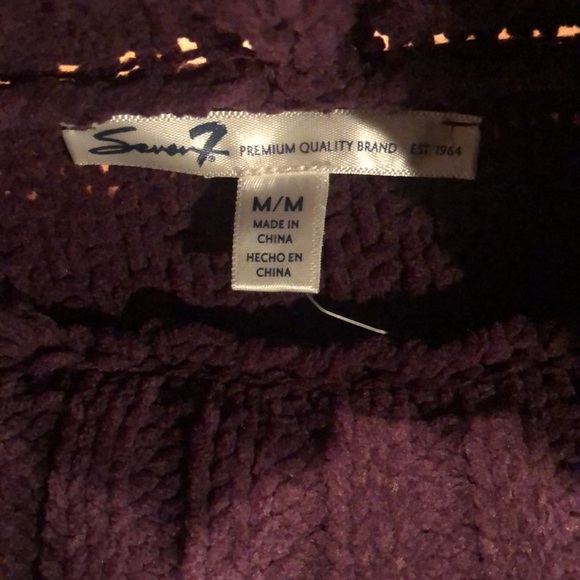 Seven7® PREMIUM QUALITY BRAND EST 1964
M/M
MADE IN
CHINA
HECHO EN
CHINA